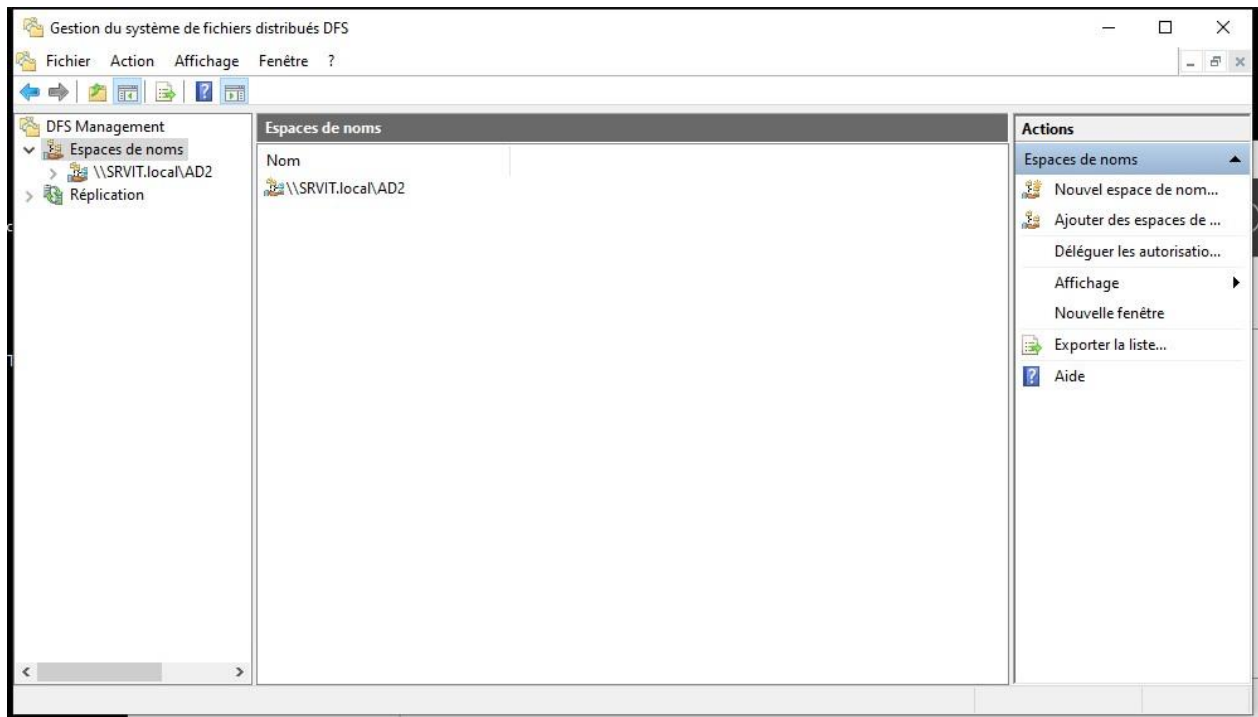 Gestion du système de fichiers distribués DFS
Fichier Action Affichage Fenêtre ?
DFS Management
Espaces de noms
\\SRVIT.local\AD2
Réplication
Espaces de noms
Nom
\\SRVIT.local\AD2
Actions
Espaces de noms
Nouvel espace de nom...
Ajouter des espaces de ...
Déléguer les autorisatio...
Affichage
Nouvelle fenêtre
Exporter la liste...
Aide